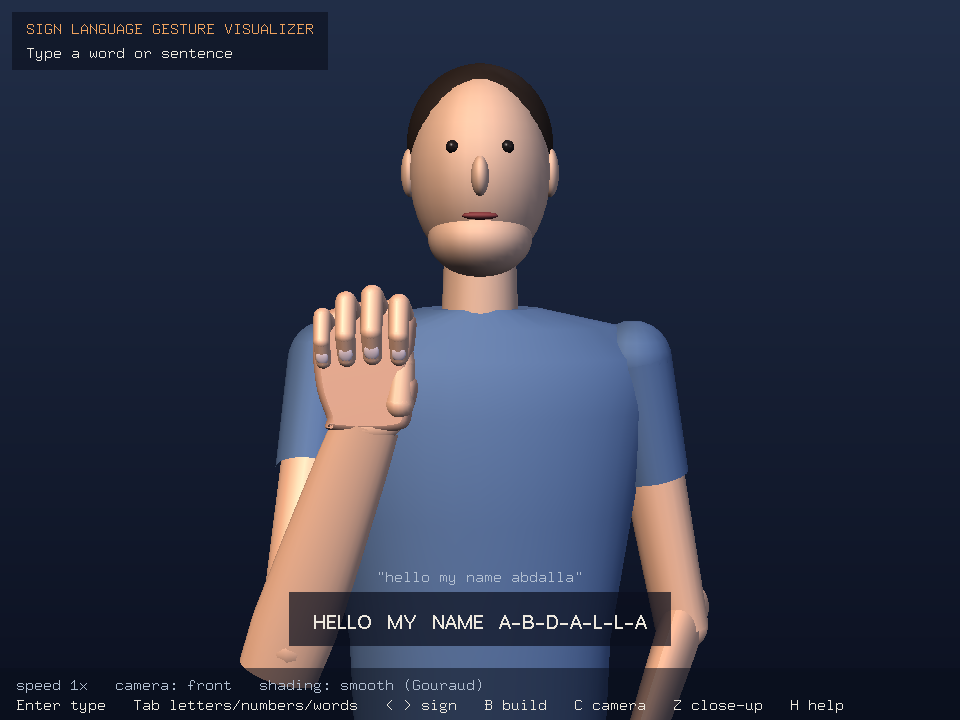 SIGN LANGUAGE GESTURE VISUALIZER
Type a word or sentence
"hello my name abdalla"
HELLO MY NAME A-B-D-A-L-L-A
speed 1x camera: front shading: smooth (Gouraud)
Enter type Tab letters/numbers/words < > sign B build C camera Z close-up H help